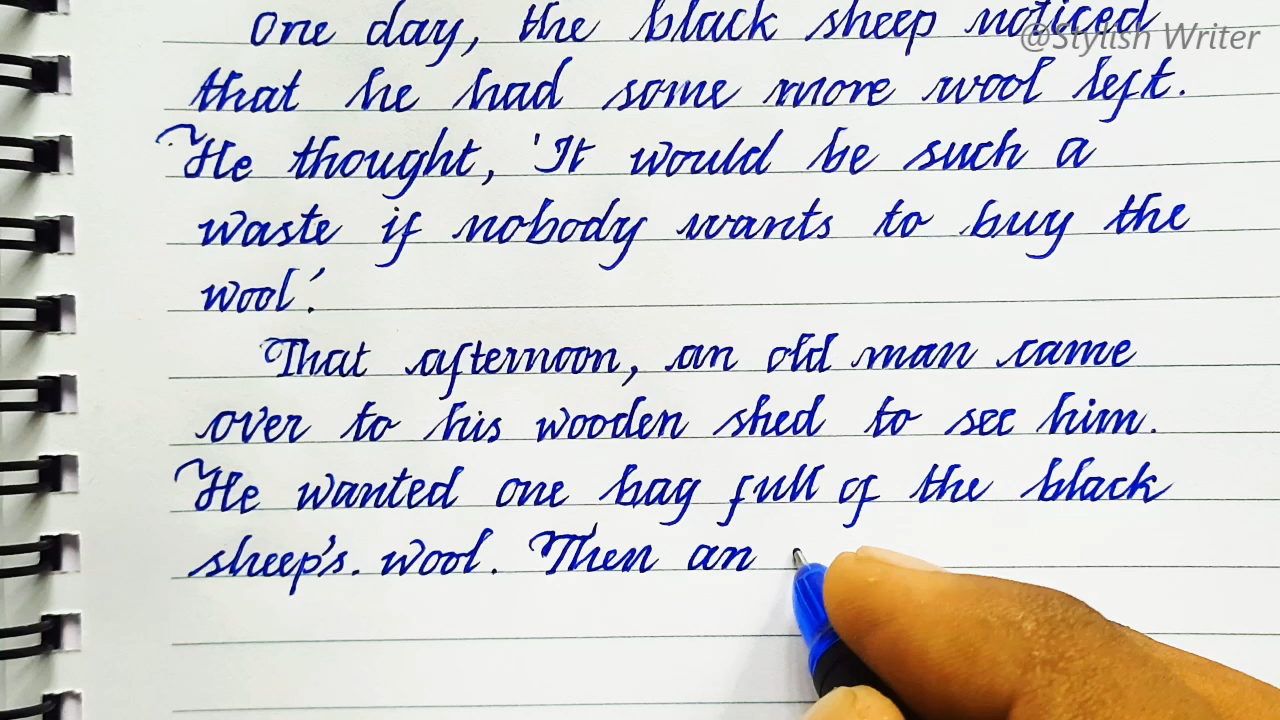 One day, the black sheep noticed
@Stylish Writer
that he had some more wool left.
He thought, 'It would be such a
waste if nobody wants to buy the
wool'.
That afternoon, an old man came
over to his wooden shed to see him.
He wanted one bag full of the black
sheep's. wool. Then an